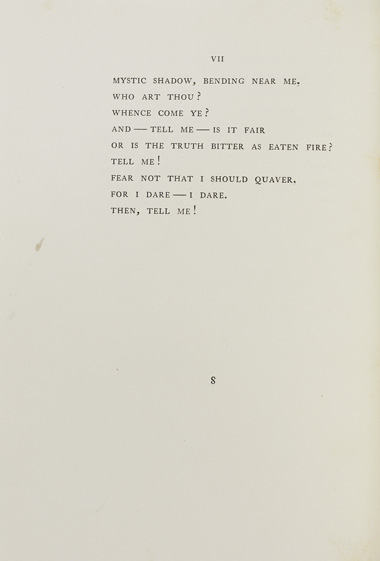 VII
MYSTIC SHADOW, BENDING NEAR ME,
WHO ART THOU?
WHENCE COME YE?
AND — TELL ME — IS IT FAIR
OR IS THE TRUTH BITTER AS EATEN FIRE?
TELL ME!
FEAR NOT THAT I SHOULD QUAVER,
FOR I DARE — I DARE.
THEN, TELL ME!
8